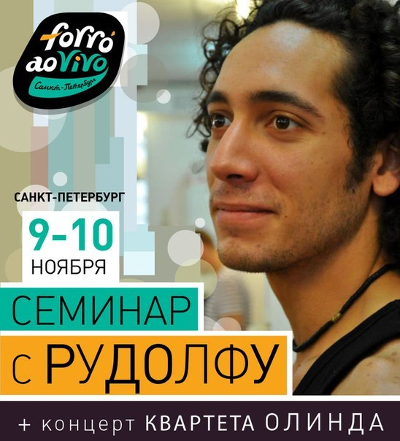 forró
ao vivo
Санкт-Петербург
САНКТ-ПЕТЕРБУРГ
9-10
НОЯБРЯ
СЕМИНАР
С РУДОЛФУ
+ концерт КВАРТЕТА ОЛИНДА